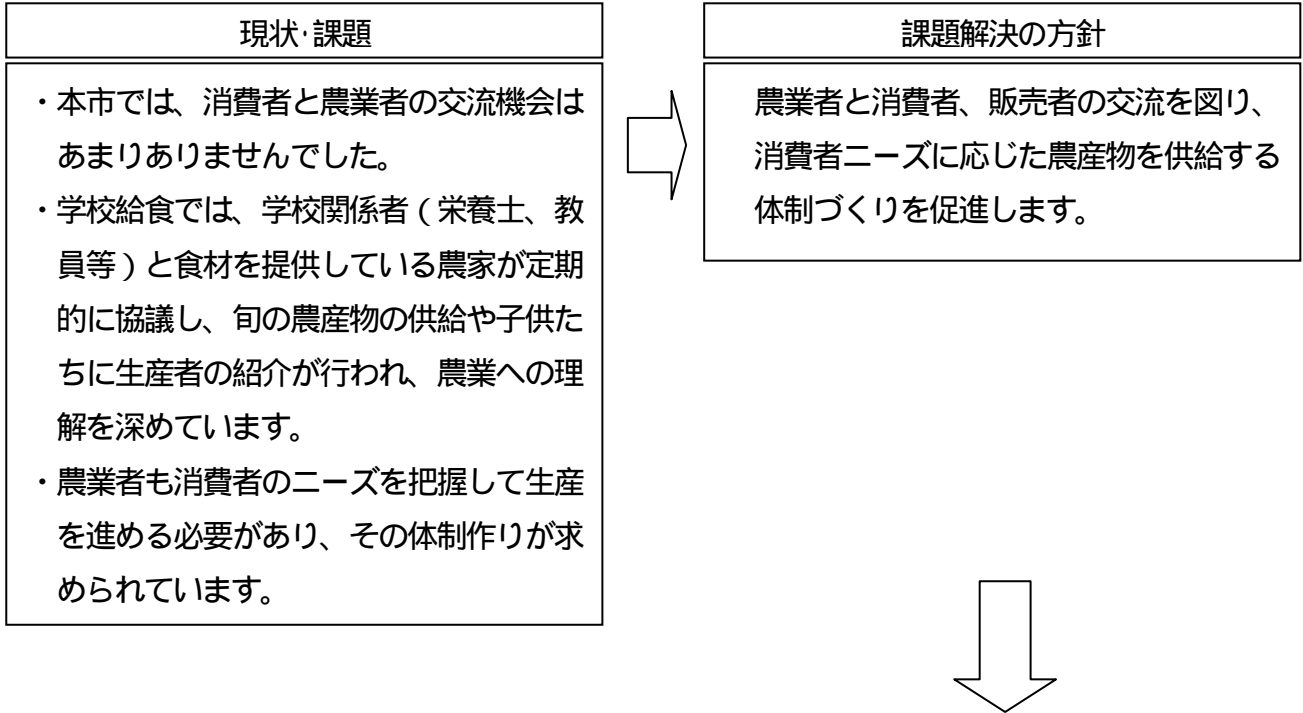 現状・課題
・本市では、消費者と農業者の交流機会は
あまりありませんでした。
・学校給食では、学校関係者（栄養士、教
員等）と食材を提供している農家が定期
的に協議し、旬の農産物の供給や子供た
ちに生産者の紹介が行われ、農業への理
解を深めています。
・農業者も消費者のニーズを把握して生産
を進める必要があり、その体制作りが求
められています。
課題解決の方針
農業者と消費者、販売者の交流を図り、
消費者ニーズに応じた農産物を供給する
体制づくりを促進します。